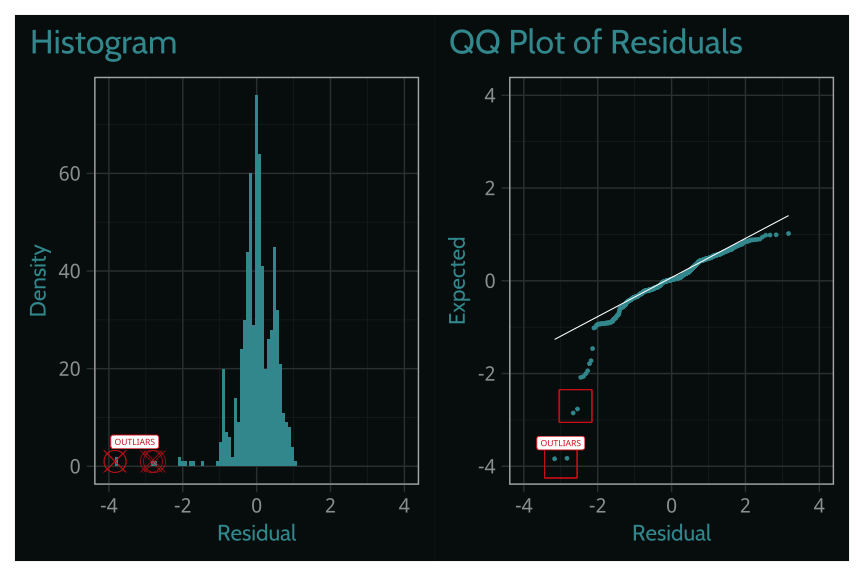 Histogram
QQ Plot of Residuals
60
40
20
0
Density
OUTLIARS
-4
-2
0
2
4
Residual
4
2
0
-2
-4
Expected
OUTLIARS
-4
-2
0
2
4
Residual